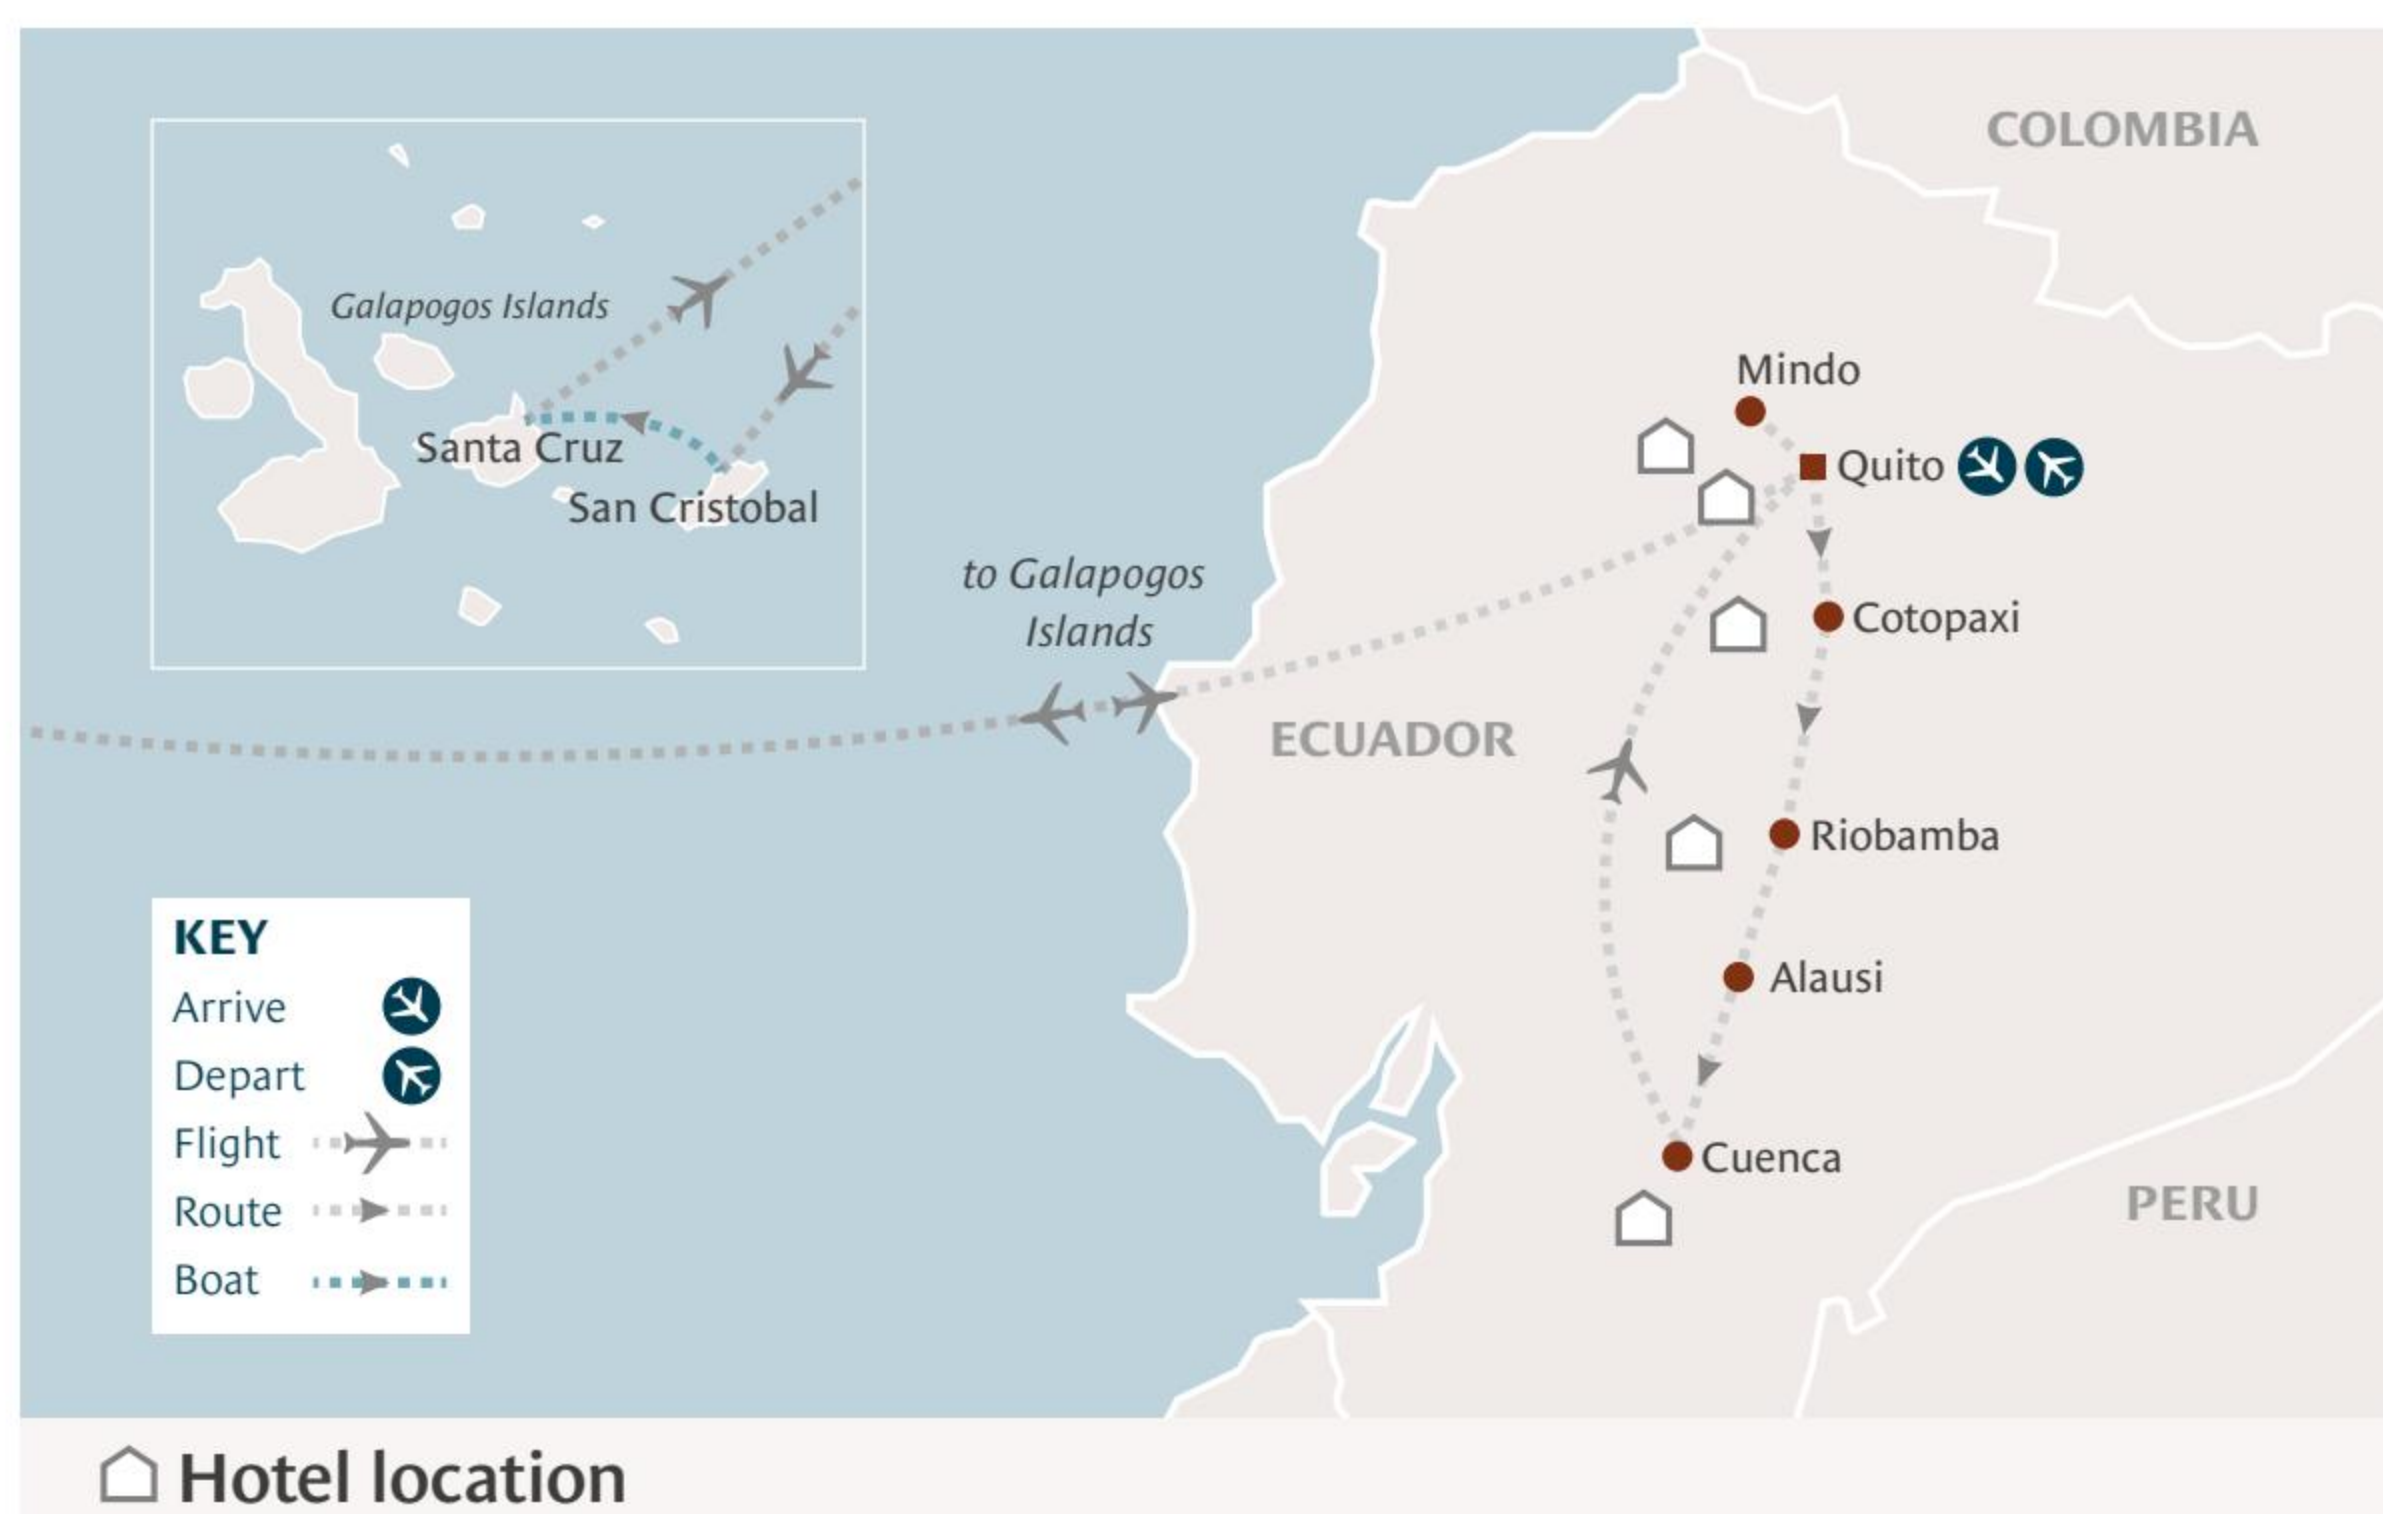 COLOMBIA
Galapogos Islands
Mindo
Santa Cruz
Quito
San Cristobal
to Galapogos
Islands
Cotopaxi
ECUADOR
Riobamba
KEY
Arrive
Alausi
Depart
Flight
Cuenca
Route
PERU
Boat
Hotel location